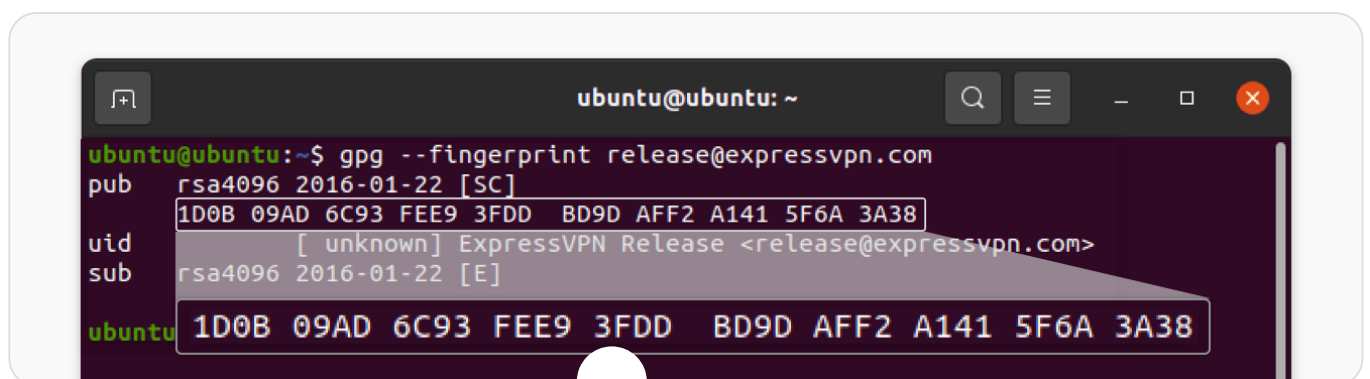 ubuntu@ubuntu: ~
ubuntu@ubuntu:~$ gpg --fingerprint release@expressvpn.com
pub   rsa4096 2016-01-22 [SC]
      1D0B 09AD 6C93 FEE9 3FDD  BD9D AFF2 A141 5F6A 3A38
uid           [ unknown] ExpressVPN Release <release@expressvpn.com>
sub   rsa4096 2016-01-22 [E]
ubuntu
1D0B 09AD 6C93 FEE9 3FDD  BD9D AFF2 A141 5F6A 3A38